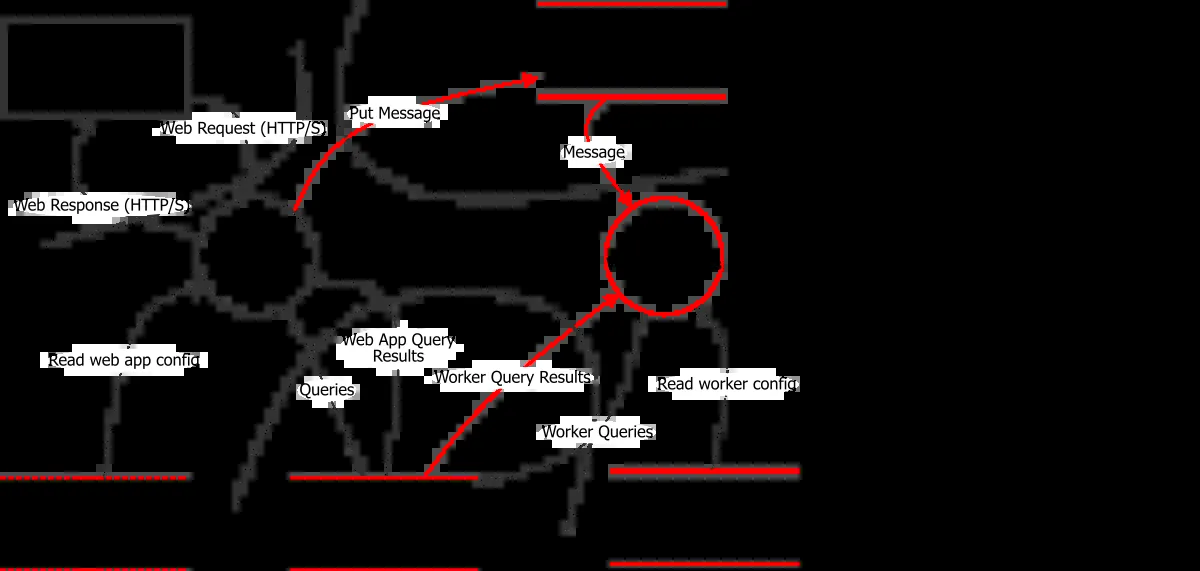 Put Message
Web Request (HTTP/S)
Message
Web Response (HTTP/S)
Web App Query
Results
Read web app config
Worker Query Results
Read worker config
Queries
Worker Queries